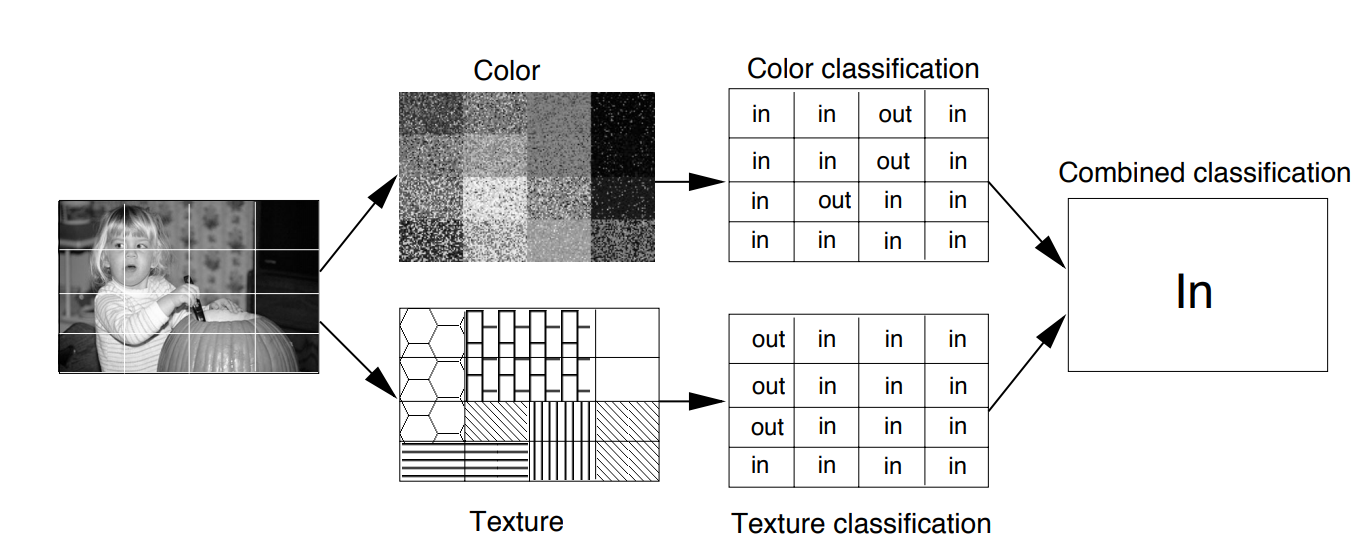 Color
Color classification
in in out in
in in out in
in out in in
in in in in
Combined classification
In
out in in in
out in in in
out in in in
in in in in
Texture
Texture classification